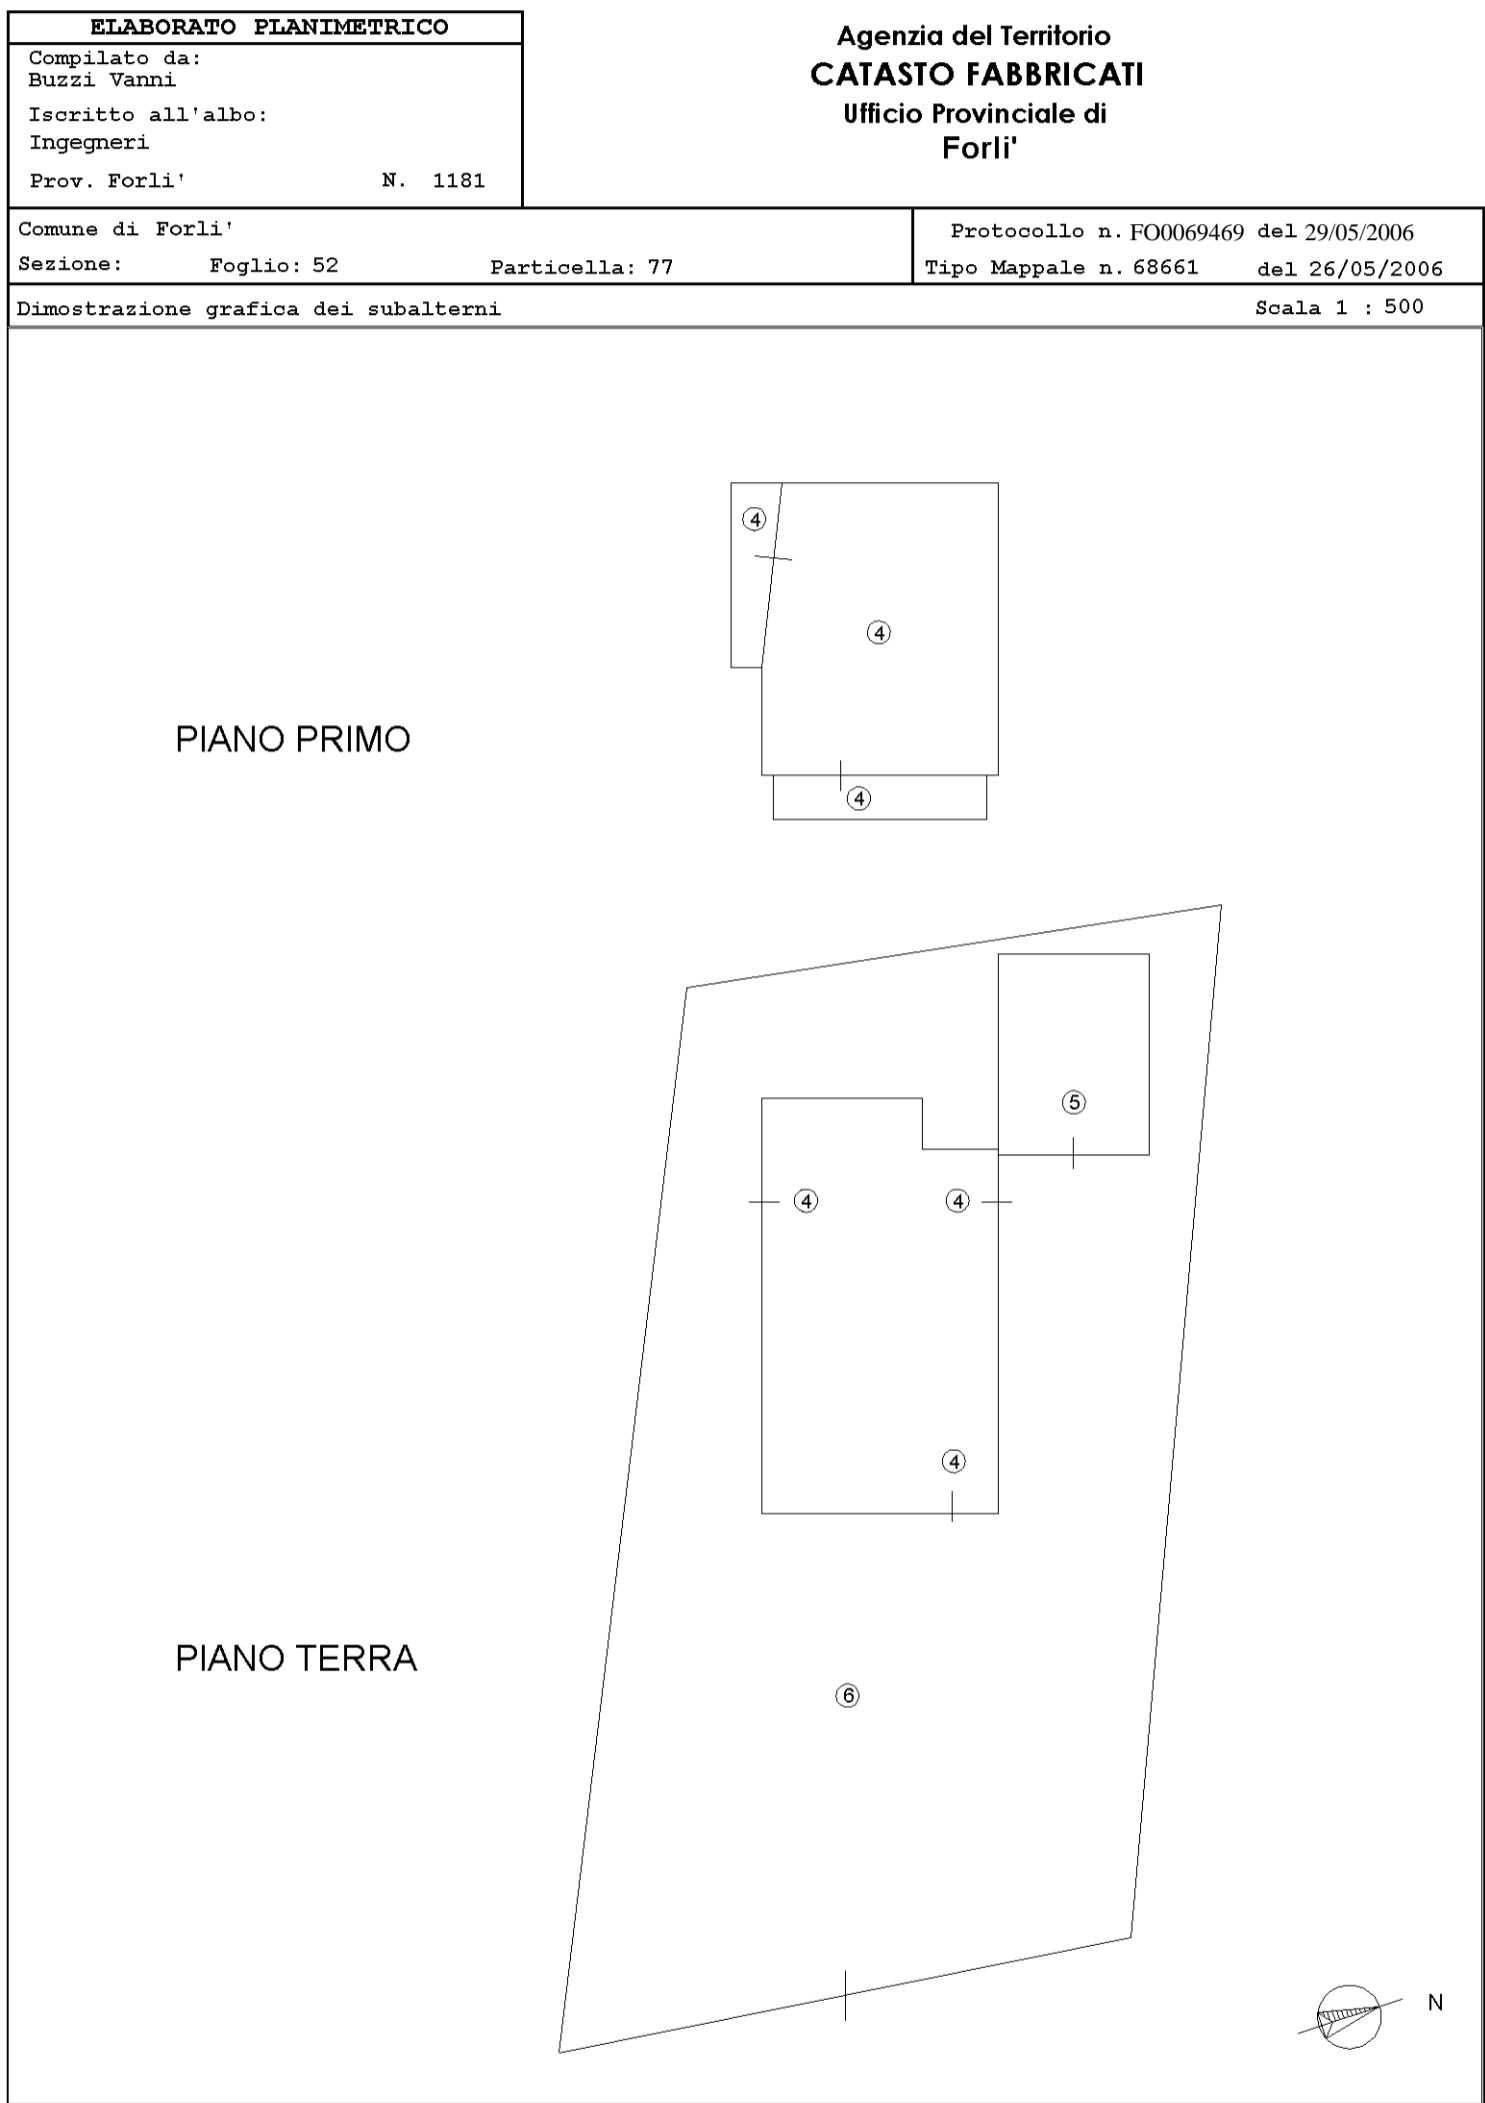 ELABORATO PLANIMETRICO
Compilato da:
Buzzi Vanni
Iscritto all'albo:
Ingegneri
Prov. Forli' N. 1181
Agenzia del Territorio
CATASTO FABBRICATI
Ufficio Provinciale di
Forli'
Comune di Forli'
Sezione: Foglio: 52 Particella: 77
Protocollo n. FO0069469 del 29/05/2006
Tipo Mappale n. 68661 del 26/05/2006
Dimostrazione grafica dei subalterni Scala 1 : 500
4
4
PIANO PRIMO
4
5
4 4
4
PIANO TERRA
6
N